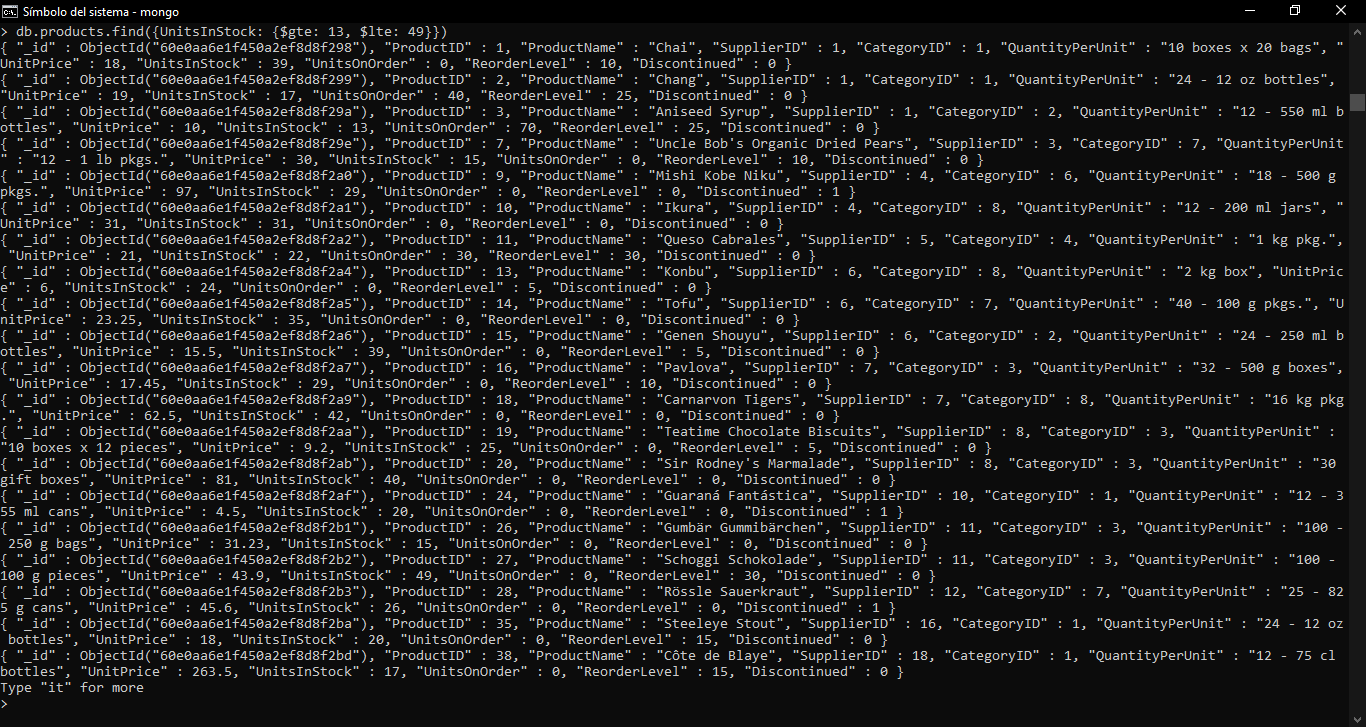 Símbolo del sistema - mongo
> db.products.find({UnitsInStock: {$gte: 13, $lte: 49}})
{ "_id" : ObjectId("60e0aa6e1f450a2ef8d8f298"), "ProductID" : 1, "ProductName" : "Chai", "SupplierID" : 1, "CategoryID" : 1, "QuantityPerUnit" : "10 boxes x 20 bags", "
UnitPrice" : 18, "UnitsInStock" : 39, "UnitsOnOrder" : 0, "ReorderLevel" : 10, "Discontinued" : 0 }
{ "_id" : ObjectId("60e0aa6e1f450a2ef8d8f299"), "ProductID" : 2, "ProductName" : "Chang", "SupplierID" : 1, "CategoryID" : 1, "QuantityPerUnit" : "24 - 12 oz bottles",
"UnitPrice" : 19, "UnitsInStock" : 17, "UnitsOnOrder" : 40, "ReorderLevel" : 25, "Discontinued" : 0 }
{ "_id" : ObjectId("60e0aa6e1f450a2ef8d8f29a"), "ProductID" : 3, "ProductName" : "Aniseed Syrup", "SupplierID" : 1, "CategoryID" : 2, "QuantityPerUnit" : "12 - 550 ml b
ottles", "UnitPrice" : 10, "UnitsInStock" : 13, "UnitsOnOrder" : 70, "ReorderLevel" : 25, "Discontinued" : 0 }
{ "_id" : ObjectId("60e0aa6e1f450a2ef8d8f29e"), "ProductID" : 7, "ProductName" : "Uncle Bob's Organic Dried Pears", "SupplierID" : 3, "CategoryID" : 7, "QuantityPerUnit
" : "12 - 1 lb pkgs.", "UnitPrice" : 30, "UnitsInStock" : 15, "UnitsOnOrder" : 0, "ReorderLevel" : 10, "Discontinued" : 0 }
{ "_id" : ObjectId("60e0aa6e1f450a2ef8d8f2a0"), "ProductID" : 9, "ProductName" : "Mishi Kobe Niku", "SupplierID" : 4, "CategoryID" : 6, "QuantityPerUnit" : "18 - 500 g
pkgs.", "UnitPrice" : 97, "UnitsInStock" : 29, "UnitsOnOrder" : 0, "ReorderLevel" : 0, "Discontinued" : 1 }
{ "_id" : ObjectId("60e0aa6e1f450a2ef8d8f2a1"), "ProductID" : 10, "ProductName" : "Ikura", "SupplierID" : 4, "CategoryID" : 8, "QuantityPerUnit" : "12 - 200 ml jars", "
UnitPrice" : 31, "UnitsInStock" : 31, "UnitsOnOrder" : 0, "ReorderLevel" : 0, "Discontinued" : 0 }
{ "_id" : ObjectId("60e0aa6e1f450a2ef8d8f2a2"), "ProductID" : 11, "ProductName" : "Queso Cabrales", "SupplierID" : 5, "CategoryID" : 4, "QuantityPerUnit" : "1 kg pkg.",
"UnitPrice" : 21, "UnitsInStock" : 22, "UnitsOnOrder" : 30, "ReorderLevel" : 30, "Discontinued" : 0 }
{ "_id" : ObjectId("60e0aa6e1f450a2ef8d8f2a4"), "ProductID" : 13, "ProductName" : "Konbu", "SupplierID" : 6, "CategoryID" : 8, "QuantityPerUnit" : "2 kg box", "UnitPric
e" : 6, "UnitsInStock" : 24, "UnitsOnOrder" : 0, "ReorderLevel" : 5, "Discontinued" : 0 }
{ "_id" : ObjectId("60e0aa6e1f450a2ef8d8f2a5"), "ProductID" : 14, "ProductName" : "Tofu", "SupplierID" : 6, "CategoryID" : 7, "QuantityPerUnit" : "40 - 100 g pkgs.", "U
nitPrice" : 23.25, "UnitsInStock" : 35, "UnitsOnOrder" : 0, "ReorderLevel" : 0, "Discontinued" : 0 }
{ "_id" : ObjectId("60e0aa6e1f450a2ef8d8f2a6"), "ProductID" : 15, "ProductName" : "Genen Shouyu", "SupplierID" : 6, "CategoryID" : 2, "QuantityPerUnit" : "24 - 250 ml b
ottles", "UnitPrice" : 15.5, "UnitsInStock" : 39, "UnitsOnOrder" : 0, "ReorderLevel" : 5, "Discontinued" : 0 }
{ "_id" : ObjectId("60e0aa6e1f450a2ef8d8f2a7"), "ProductID" : 16, "ProductName" : "Pavlova", "SupplierID" : 7, "CategoryID" : 3, "QuantityPerUnit" : "32 - 500 g boxes",
"UnitPrice" : 17.45, "UnitsInStock" : 29, "UnitsOnOrder" : 0, "ReorderLevel" : 10, "Discontinued" : 0 }
{ "_id" : ObjectId("60e0aa6e1f450a2ef8d8f2a9"), "ProductID" : 18, "ProductName" : "Carnarvon Tigers", "SupplierID" : 7, "CategoryID" : 8, "QuantityPerUnit" : "16 kg pkg
.", "UnitPrice" : 62.5, "UnitsInStock" : 42, "UnitsOnOrder" : 0, "ReorderLevel" : 0, "Discontinued" : 0 }
{ "_id" : ObjectId("60e0aa6e1f450a2ef8d8f2aa"), "ProductID" : 19, "ProductName" : "Teatime Chocolate Biscuits", "SupplierID" : 8, "CategoryID" : 3, "QuantityPerUnit" :
"10 boxes x 12 pieces", "UnitPrice" : 9.2, "UnitsInStock" : 25, "UnitsOnOrder" : 0, "ReorderLevel" : 5, "Discontinued" : 0 }
{ "_id" : ObjectId("60e0aa6e1f450a2ef8d8f2ab"), "ProductID" : 20, "ProductName" : "Sir Rodney's Marmalade", "SupplierID" : 8, "CategoryID" : 3, "QuantityPerUnit" : "30
gift boxes", "UnitPrice" : 81, "UnitsInStock" : 40, "UnitsOnOrder" : 0, "ReorderLevel" : 0, "Discontinued" : 0 }
{ "_id" : ObjectId("60e0aa6e1f450a2ef8d8f2af"), "ProductID" : 24, "ProductName" : "Guaraná Fantástica", "SupplierID" : 10, "CategoryID" : 1, "QuantityPerUnit" : "12 - 3
55 ml cans", "UnitPrice" : 4.5, "UnitsInStock" : 20, "UnitsOnOrder" : 0, "ReorderLevel" : 0, "Discontinued" : 1 }
{ "_id" : ObjectId("60e0aa6e1f450a2ef8d8f2b1"), "ProductID" : 26, "ProductName" : "Gumbär Gummibärchen", "SupplierID" : 11, "CategoryID" : 3, "QuantityPerUnit" : "100 -
250 g bags", "UnitPrice" : 31.23, "UnitsInStock" : 15, "UnitsOnOrder" : 0, "ReorderLevel" : 0, "Discontinued" : 0 }
{ "_id" : ObjectId("60e0aa6e1f450a2ef8d8f2b2"), "ProductID" : 27, "ProductName" : "Schoggi Schokolade", "SupplierID" : 11, "CategoryID" : 3, "QuantityPerUnit" : "100 -
100 g pieces", "UnitPrice" : 43.9, "UnitsInStock" : 49, "UnitsOnOrder" : 0, "ReorderLevel" : 30, "Discontinued" : 0 }
{ "_id" : ObjectId("60e0aa6e1f450a2ef8d8f2b3"), "ProductID" : 28, "ProductName" : "Rössle Sauerkraut", "SupplierID" : 12, "CategoryID" : 7, "QuantityPerUnit" : "25 - 82
5 g cans", "UnitPrice" : 45.6, "UnitsInStock" : 26, "UnitsOnOrder" : 0, "ReorderLevel" : 0, "Discontinued" : 1 }
{ "_id" : ObjectId("60e0aa6e1f450a2ef8d8f2ba"), "ProductID" : 35, "ProductName" : "Steeleye Stout", "SupplierID" : 16, "CategoryID" : 1, "QuantityPerUnit" : "24 - 12 oz
bottles", "UnitPrice" : 18, "UnitsInStock" : 20, "UnitsOnOrder" : 0, "ReorderLevel" : 15, "Discontinued" : 0 }
{ "_id" : ObjectId("60e0aa6e1f450a2ef8d8f2bd"), "ProductID" : 38, "ProductName" : "Côte de Blaye", "SupplierID" : 18, "CategoryID" : 1, "QuantityPerUnit" : "12 - 75 cl
bottles", "UnitPrice" : 263.5, "UnitsInStock" : 17, "UnitsOnOrder" : 0, "ReorderLevel" : 15, "Discontinued" : 0 }
Type "it" for more
>